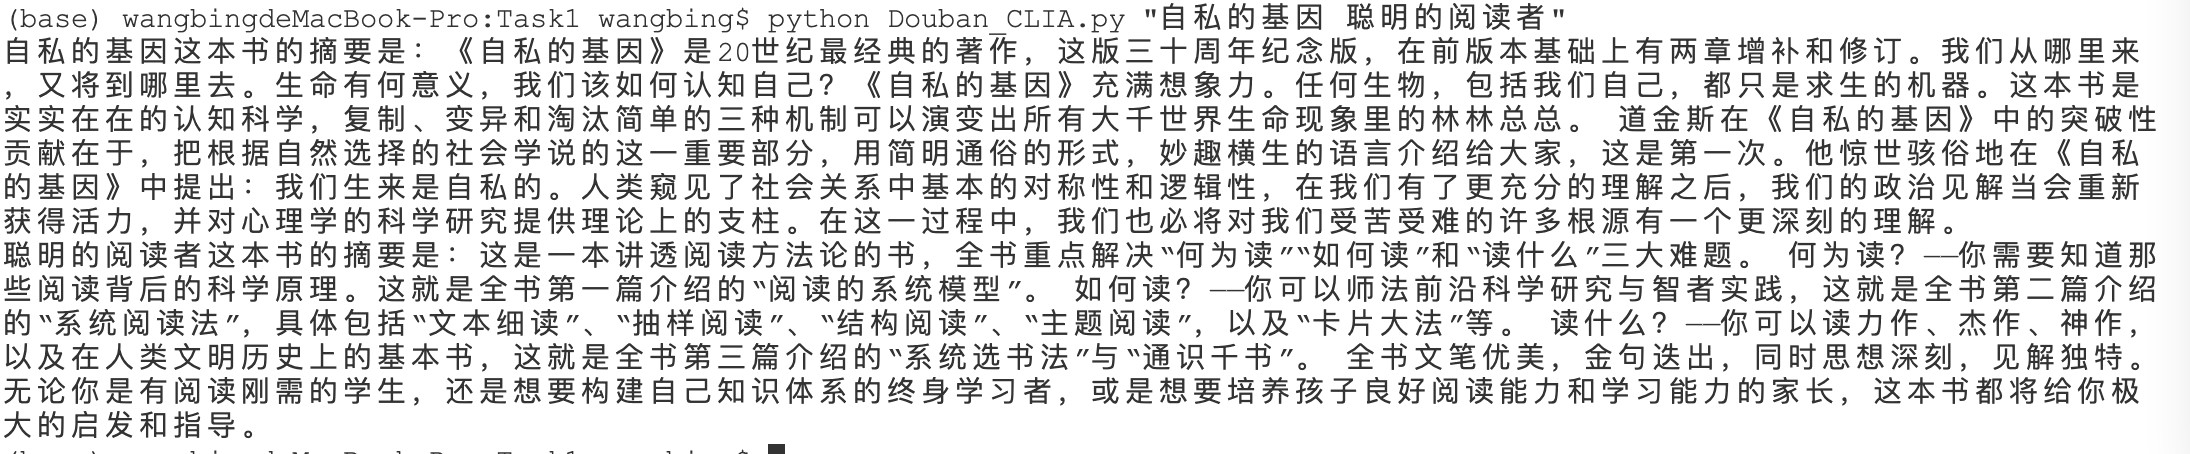 (base) wangbingdeMacBook-Pro:Task1 wangbing$ python Douban_CLIA.py "自私的基因 聪明的阅读者"
自私的基因这本书的摘要是：《自私的基因》是20世纪最经典的著作，这版三十周年纪念版，在前版本基础上有两章增补和修订。我们从哪里来
，又将到哪里去。生命有何意义，我们该如何认知自己？《自私的基因》充满想象力。任何生物，包括我们自己，都只是求生的机器。这本书是
实实在在的认知科学，复制、变异和淘汰简单的三种机制可以演变出所有大千世界生命现象里的林林总总。 道金斯在《自私的基因》中的突破性
贡献在于，把根据自然选择的社会学说的这一重要部分，用简明通俗的形式，妙趣横生的语言介绍给大家，这是第一次。他惊世骇俗地在《自私
的基因》中提出：我们生来是自私的。人类窥见了社会关系中基本的对称性和逻辑性，在我们有了更充分的理解之后，我们的政治见解当会重新
获得活力，并对心理学的科学研究提供理论上的支柱。在这一过程中，我们也必将对我们受苦受难的许多根源有一个更深刻的理解。
聪明的阅读者这本书的摘要是：这是一本讲透阅读方法论的书，全书重点解决“何为读”“如何读”和“读什么”三大难题。 何为读？——你需要知道那
些阅读背后的科学原理。这就是全书第一篇介绍的“阅读的系统模型”。 如何读？——你可以师法前沿科学研究与智者实践，这就是全书第二篇介绍
的“系统阅读法”，具体包括“文本细读”、“抽样阅读”、“结构阅读”、“主题阅读”，以及“卡片大法”等。 读什么？——你可以读力作、杰作、神作，
以及在人类文明历史上的基本书，这就是全书第三篇介绍的“系统选书法”与“通识千书”。 全书文笔优美，金句迭出，同时思想深刻，见解独特。
无论你是有阅读刚需的学生，还是想要构建自己知识体系的终身学习者，或是想要培养孩子良好阅读能力和学习能力的家长，这本书都将给你极
大的启发和指导。
(base) wangbingdeMacBook-Pro:Task1 wangbing$